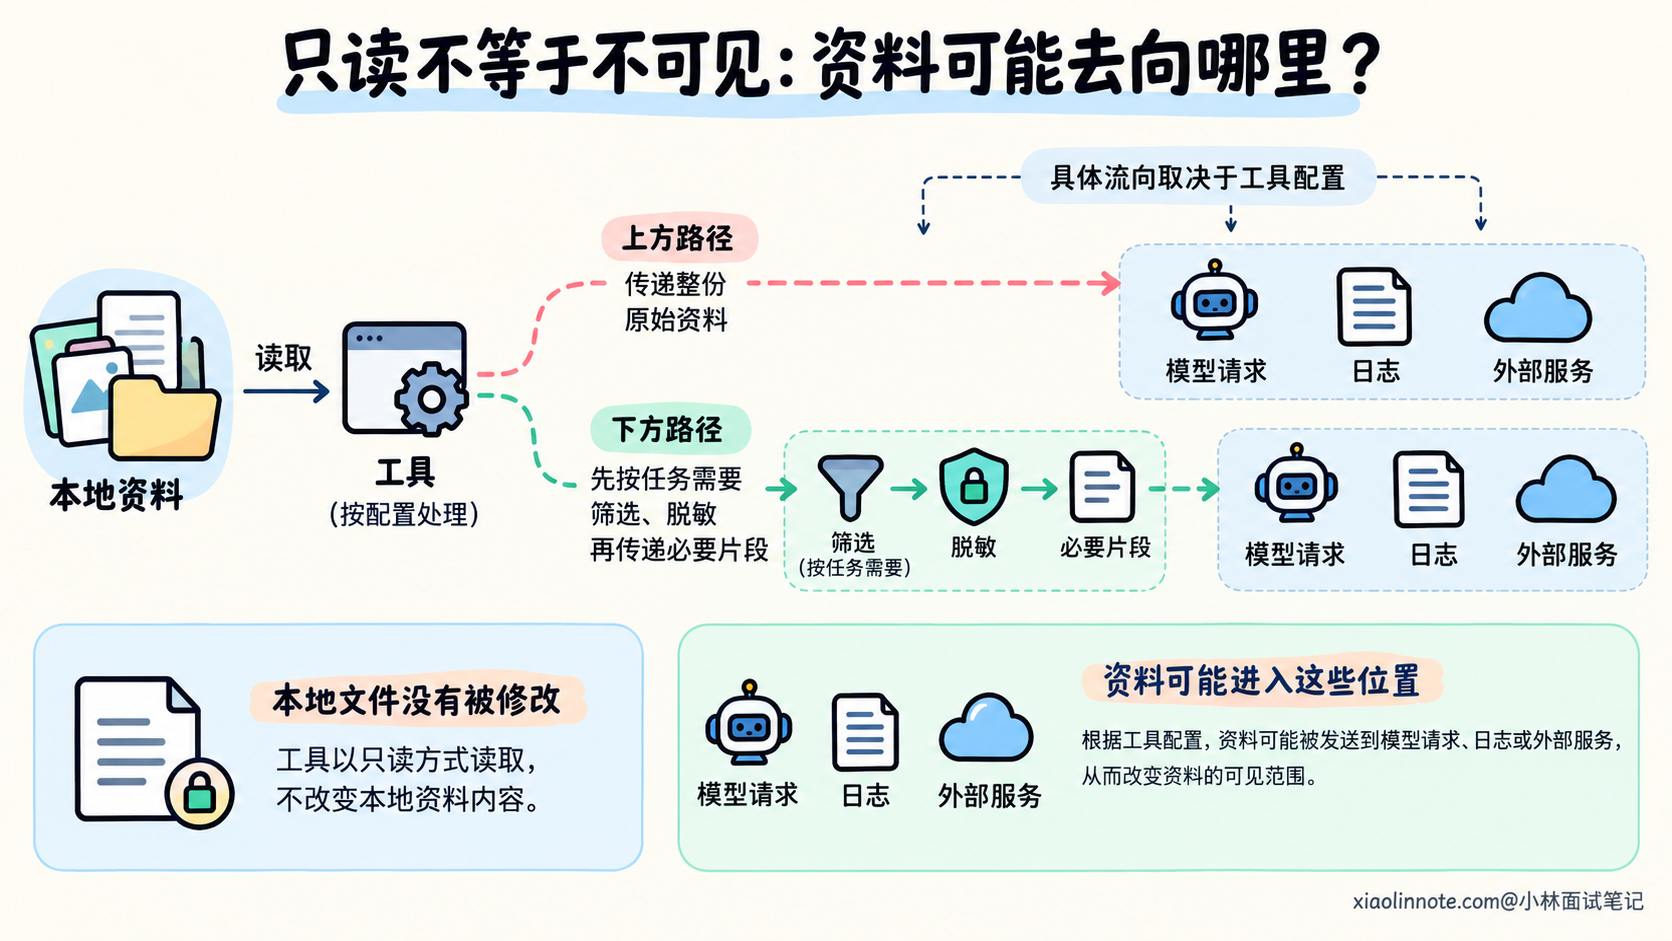 只读不等于不可见：资料可能去向哪里？
具体流向取决于工具配置
上方路径
传递整份
原始资料
模型请求
日志
外部服务
读取
本地资料
工具
（按配置处理）
下方路径
先按任务需要
筛选、脱敏
再传递必要片段
筛选
（按任务需要）
脱敏
必要片段
模型请求
日志
外部服务
本地文件没有被修改
工具以只读方式读取，
不改变本地资料内容。
模型请求
日志
外部服务
资料可能进入这些位置
根据工具配置，资料可能被发送到模型请求、日志或外部服务，
从而改变资料的可见范围。
xiaolinnote.com@小林面试笔记